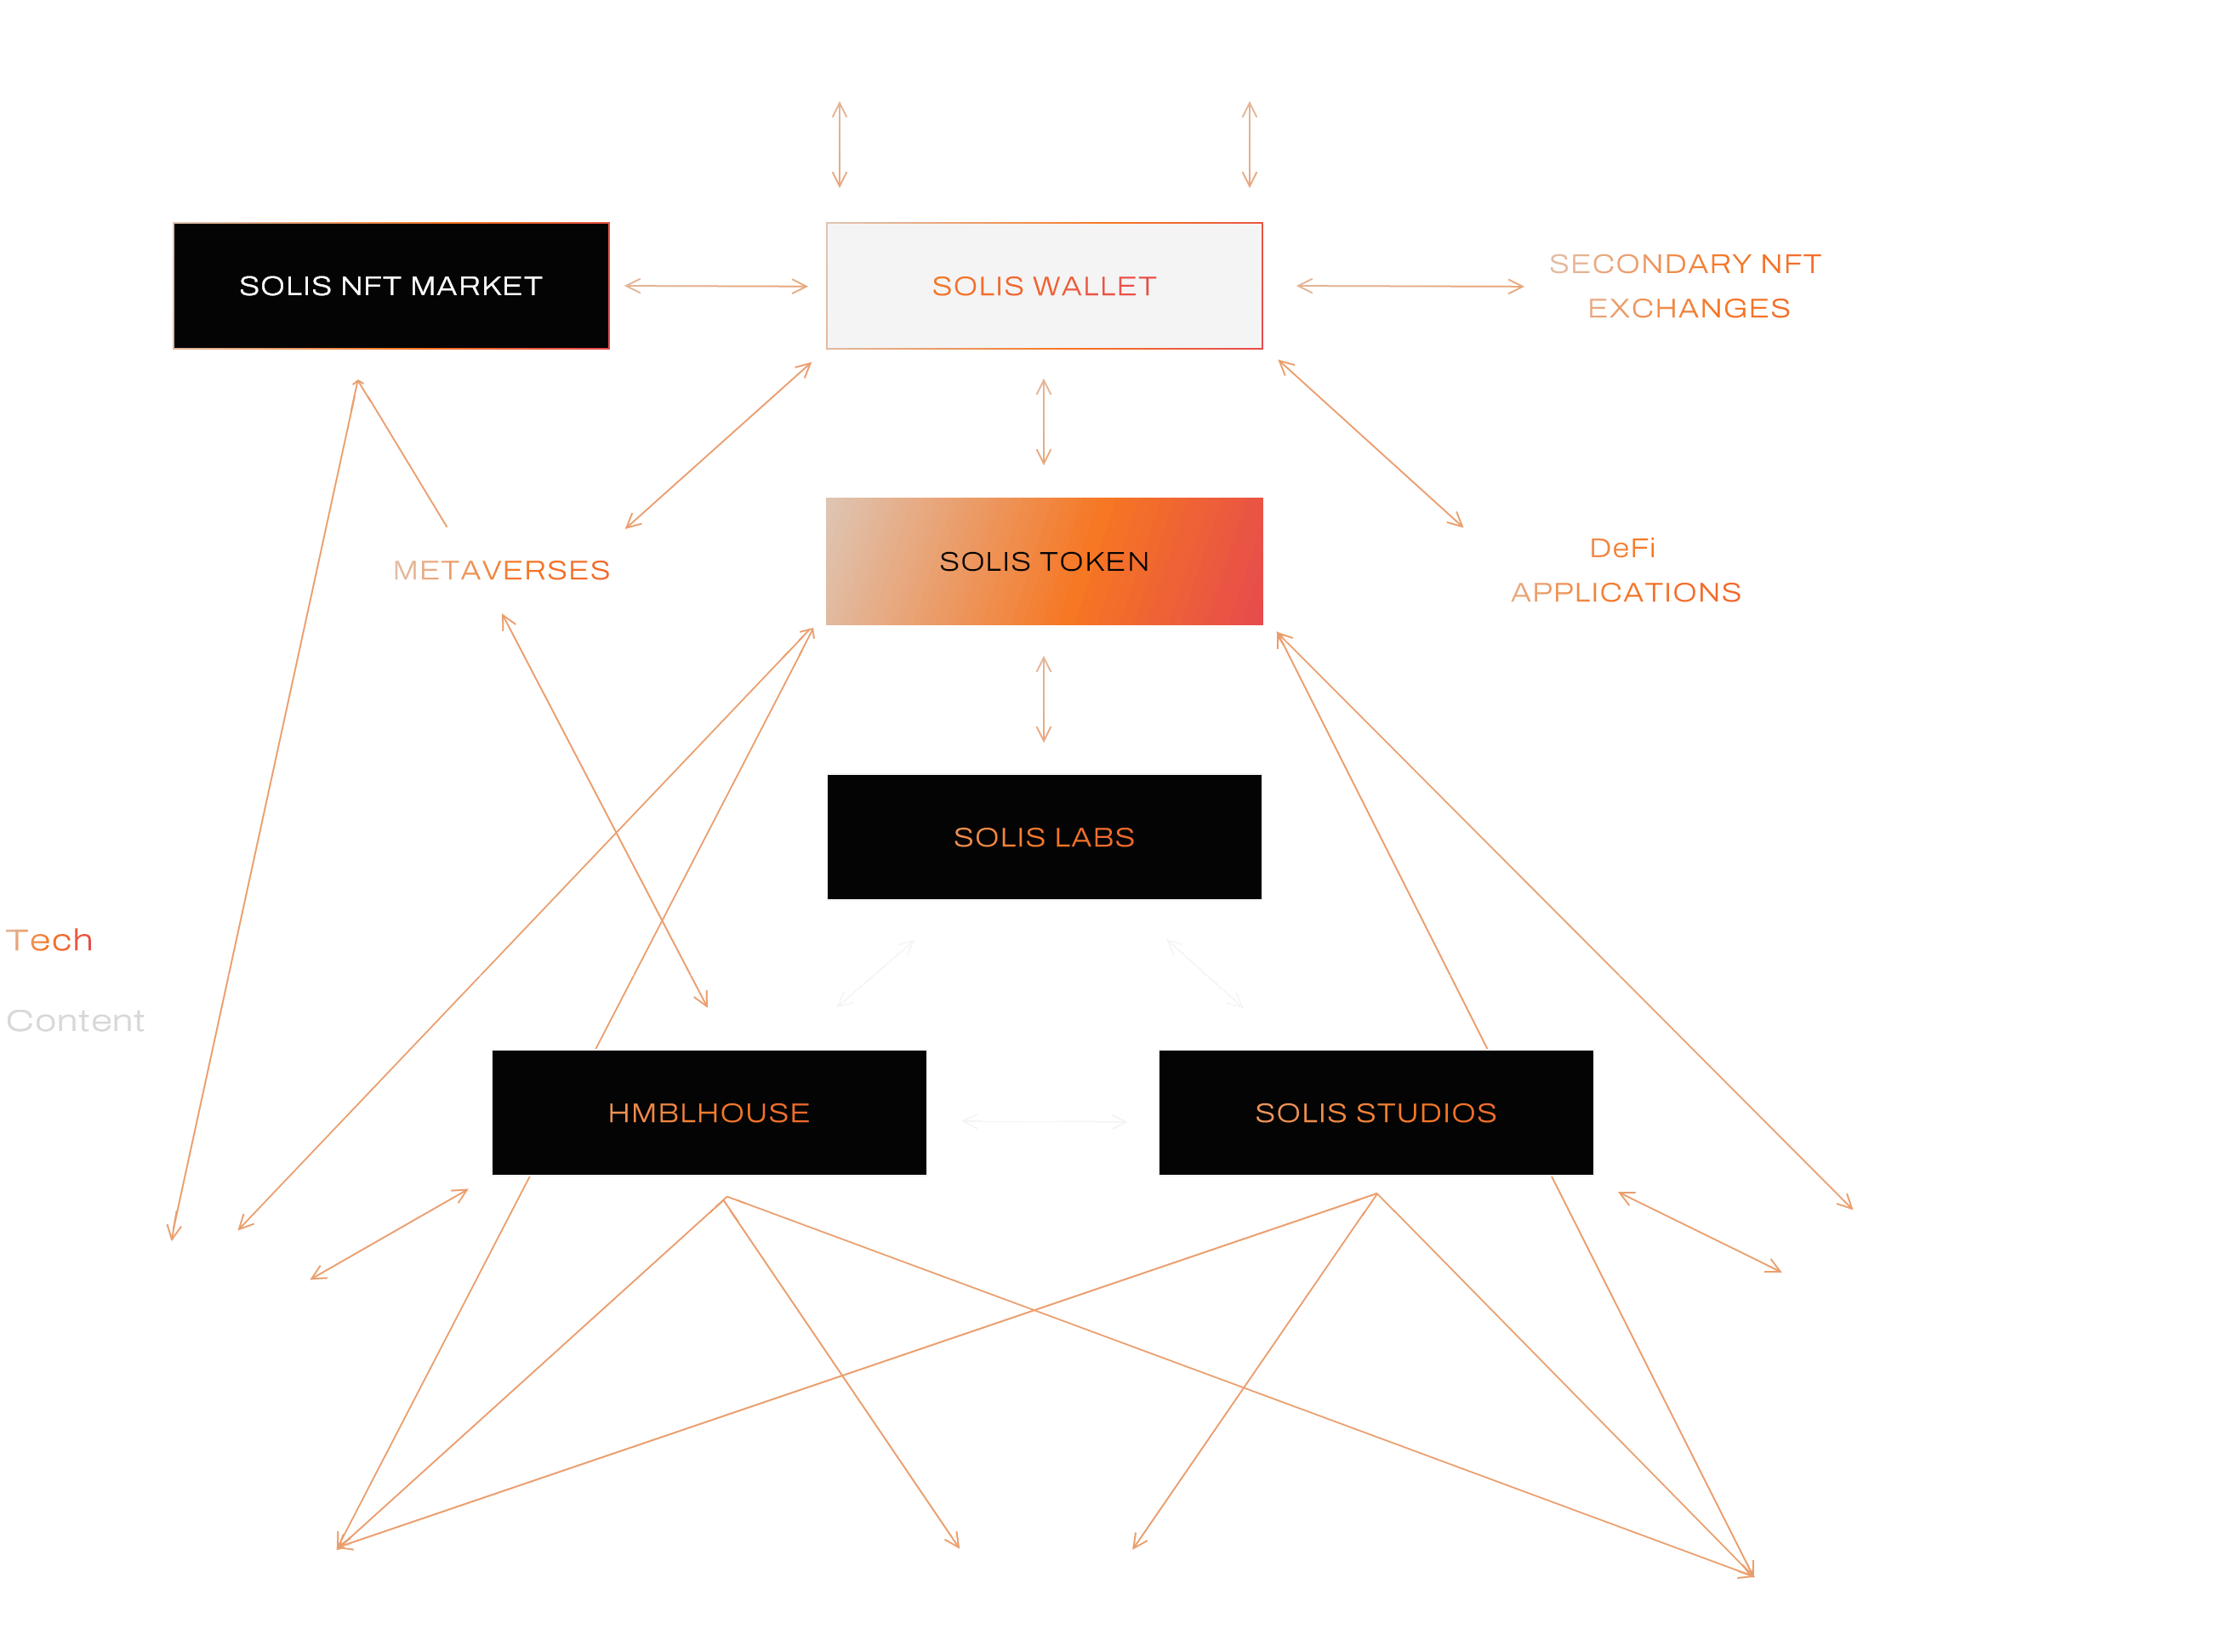 SOLIS NFT MARKET
SOLIS WALLET
SECONDARY NFT
EXCHANGES
METAVERSES
SOLIS TOKEN
DeFi
APPLICATIONS
SOLIS LABS
Tech
Content
HMBLHOUSE
SOLIS STUDIOS